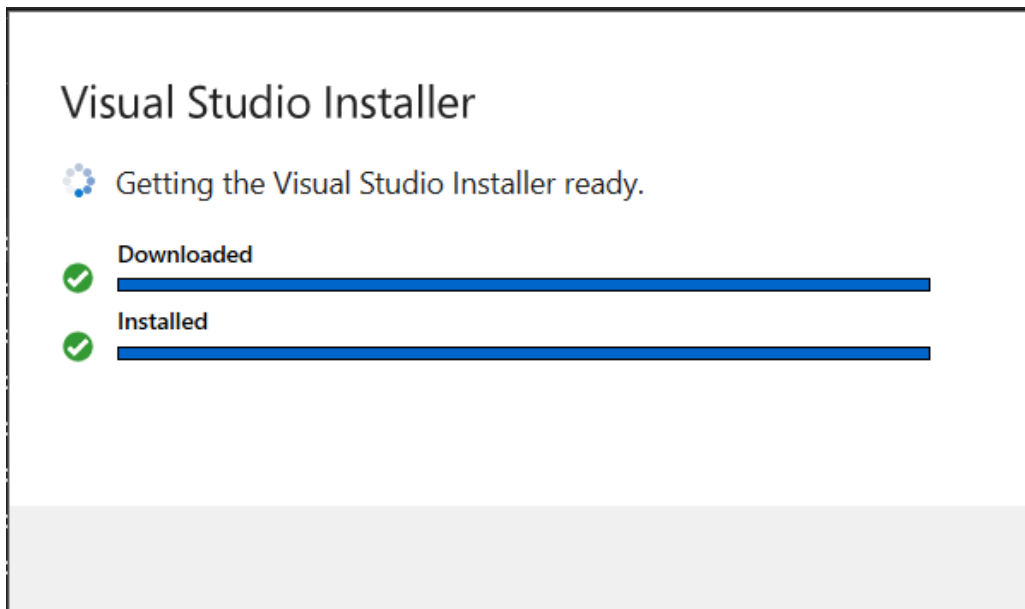 Visual Studio Installer
Getting the Visual Studio Installer ready.
Downloaded
Installed